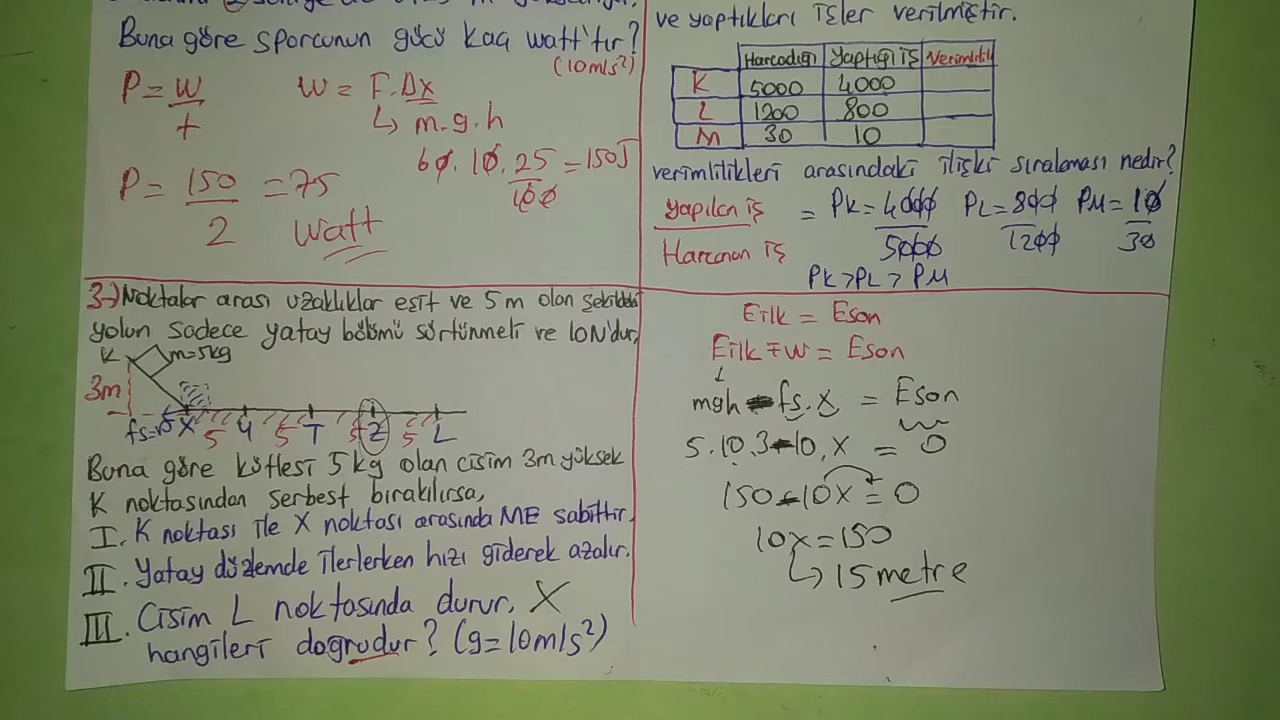 Buna göre sporcunun gücü kaç watt'tır?
(10m/s²)
P = W / t
W = F.Δx
↳ m.g.h
60.10.25/100 = 150J
P = 150/2 = 75 watt
ve yaptıkları işler verilmiştir.
Harcadığı Yaptığı iş Verimlilik
K 5000 4000
L 1200 800
M 30 10
verimlilikleri arasındaki ilişki sıralaması nedir?
Yapılan iş / Harcanan iş = PK = 4000/5000 PL = 800/1200 PM = 10/30
PK > PL > PM
3-) Noktalar arası uzaklıklar eşit ve 5 m olan şekildeki
yolun sadece yatay bölümü sürtünmeli ve 10N'dur,
K m=5kg
3m
fs=10 X 5 Y 5 T 5 Z 5 L
Buna göre kütlesi 5 kg olan cisim 3m yüksek
K noktasından serbest bırakılırsa,
I. K noktası ile X noktası arasında ME sabittir.
II. Yatay düzlemde ilerlerken hızı giderek azalır.
III. Cisim L noktasında durur. X
hangileri doğrudur? (g=10m/s²)
Eilk = Eson
Eilk ∓ W = Eson
↓
mgh - fs.x = Eson
5.10.3 - 10.x = 0
150 - 10x = 0
10x = 150
↳ 15 metre